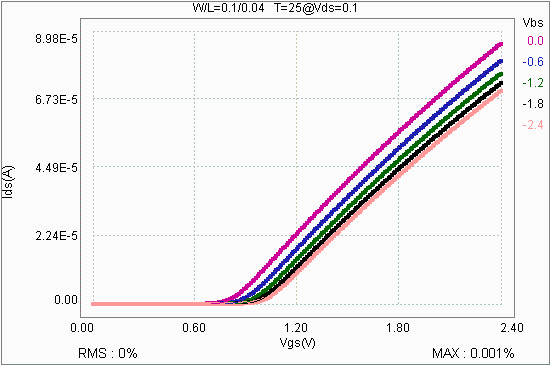 W/L=0.1/0.04 T=25@Vds=0.1
Vbs
0.0
-0.6
-1.2
-1.8
-2.4
8.98E-5
6.73E-5
4.49E-5
2.24E-5
0.00
Ids(A)
0.00 0.60 1.20 1.80 2.40
Vgs(V)
RMS : 0% MAX : 0.001%